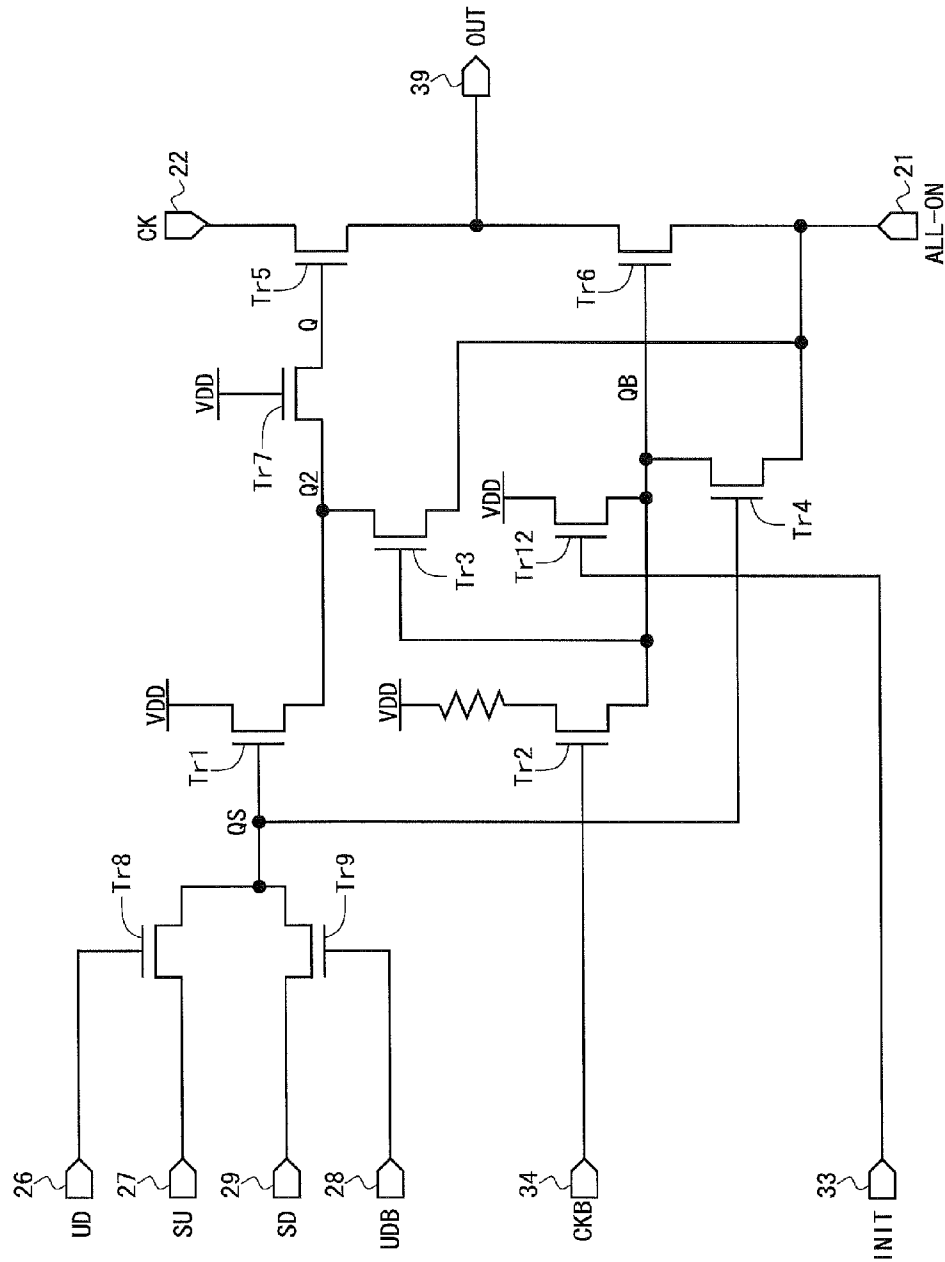 CK
22
39
OUT
Tr5
Q
VDD
Tr7
Q2
VDD
Tr1
QS
Tr8
Tr9
Tr3
VDD
Tr2
VDD
Tr12
QB
Tr6
Tr4
21
ALL-ON
26
UD
27
SU
29
SD
28
UDB
34
CKB
33
INIT